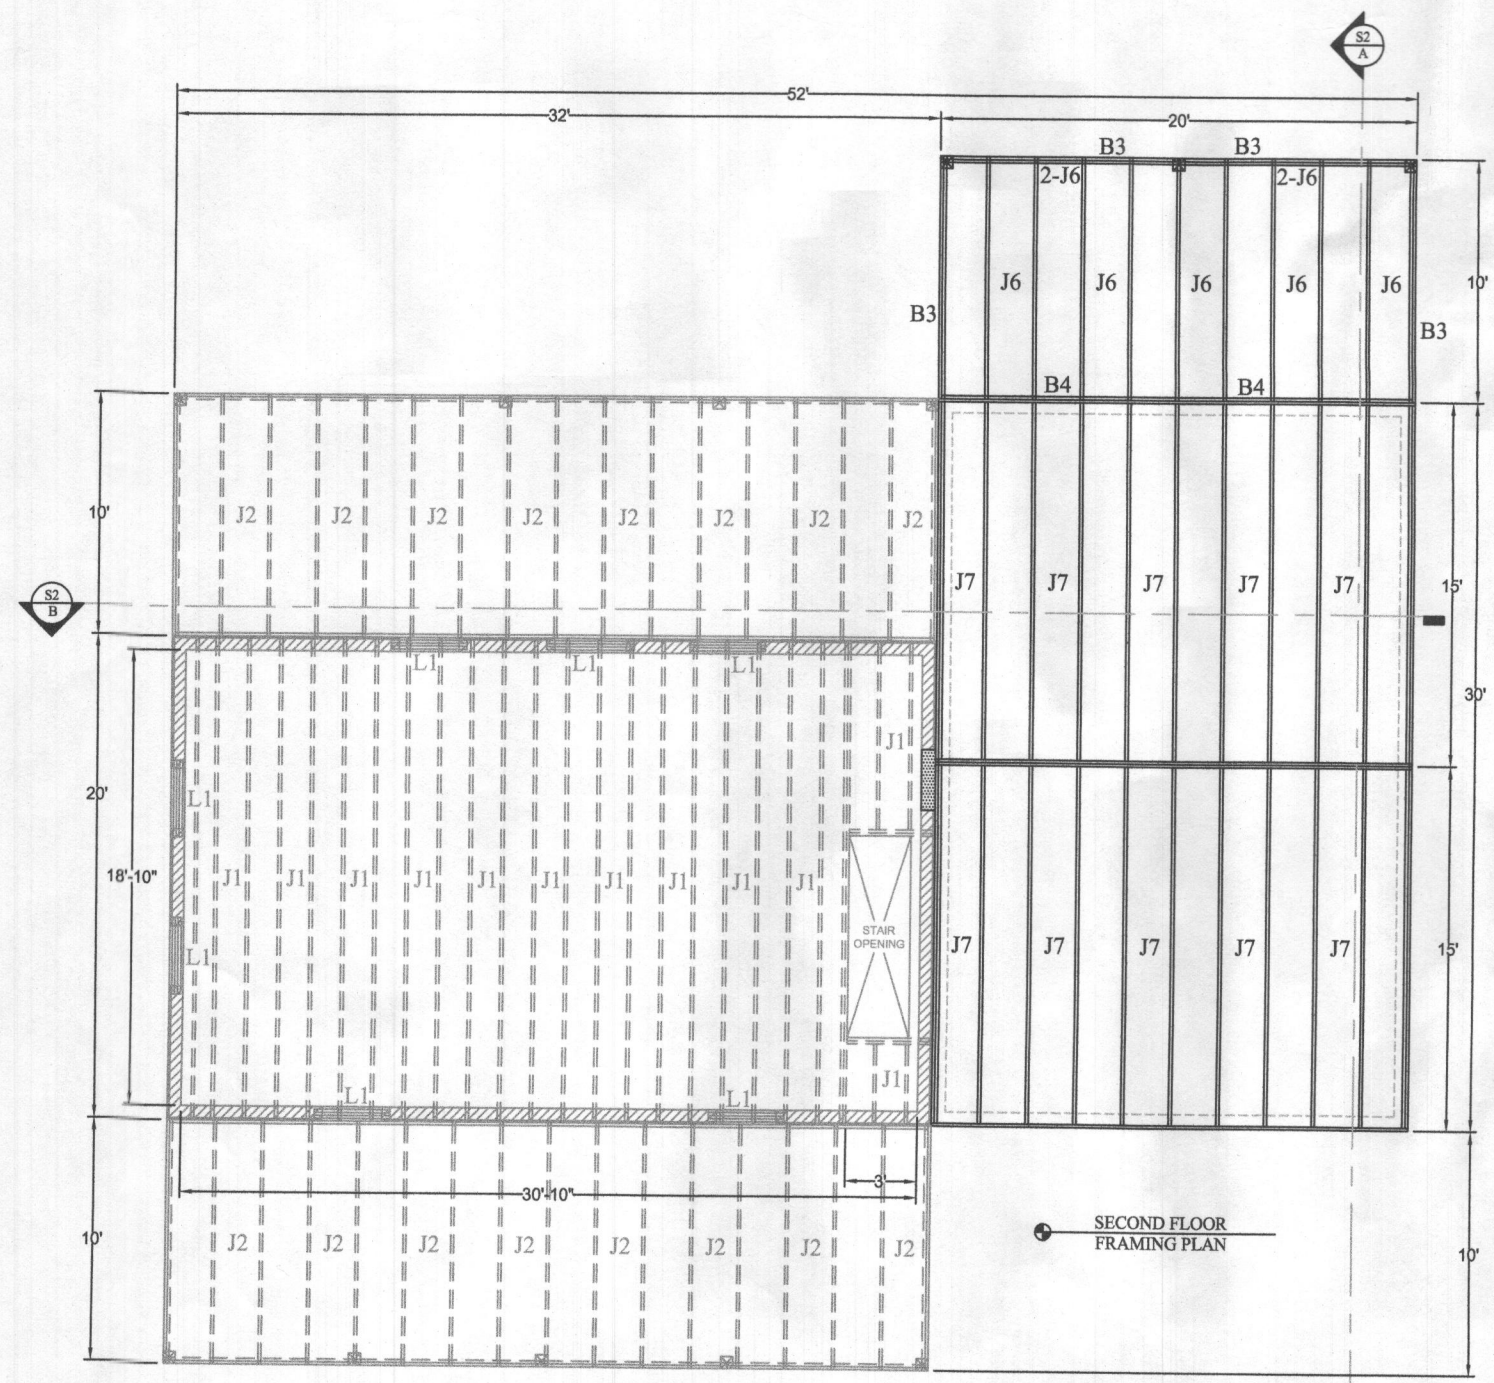 S2
A
52'
32'
20'
B3
B3
2-J6
2-J6
J6
J6
J6
J6
J6
10'
B3
B3
B4
B4
10'
J2
J2
J2
J2
J2
J2
J2
J2
S2
B
J7
J7
J7
J7
J7
15'
L1
L1
L1
30'
J1
20'
L1
18'-10"
J1
J1
J1
J1
J1
J1
J1
J1
J1
J1
STAIR
OPENING
L1
J7
J7
J7
J7
J7
15'
J1
L1
L1
3'
30'-10"
10'
J2
J2
J2
J2
J2
J2
J2
J2
SECOND FLOOR
FRAMING PLAN
10'